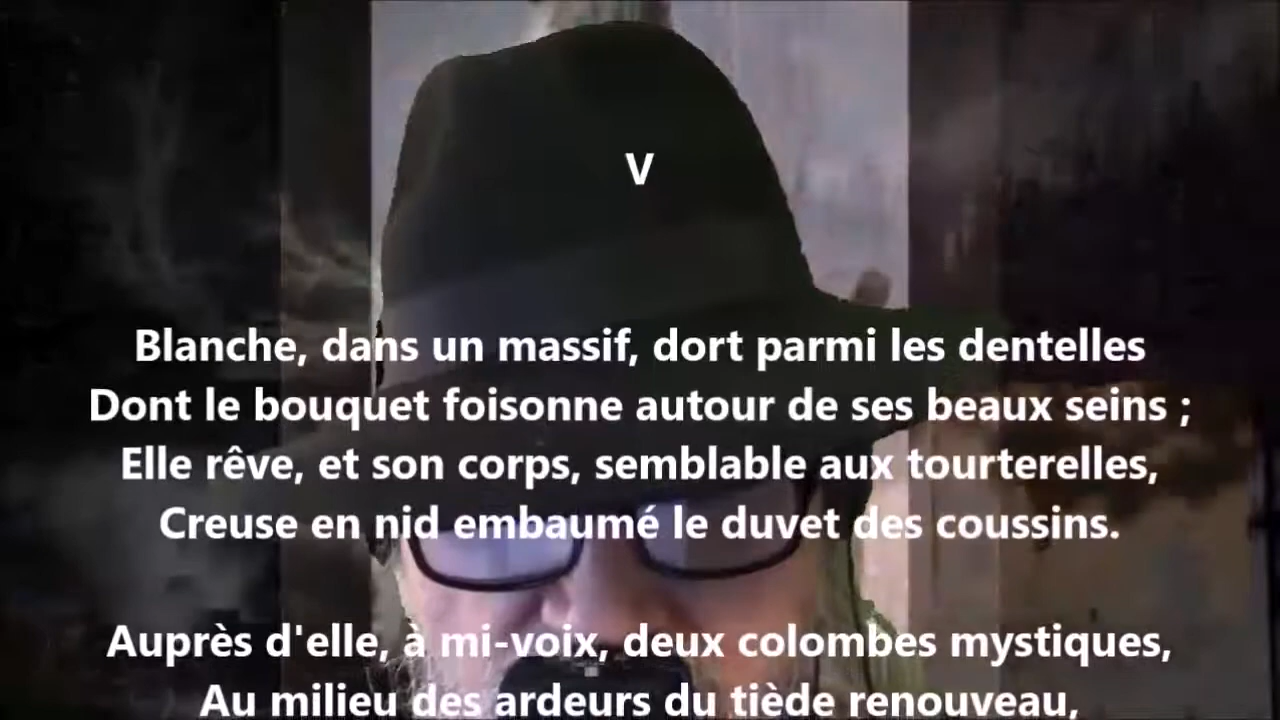 V
Blanche, dans un massif, dort parmi les dentelles
Dont le bouquet foisonne autour de ses beaux seins ;
Elle rêve, et son corps, semblable aux tourterelles,
Creuse en nid embaumé le duvet des coussins.
Auprès d'elle, à mi-voix, deux colombes mystiques,
Au milieu des ardeurs du tiède renouveau,